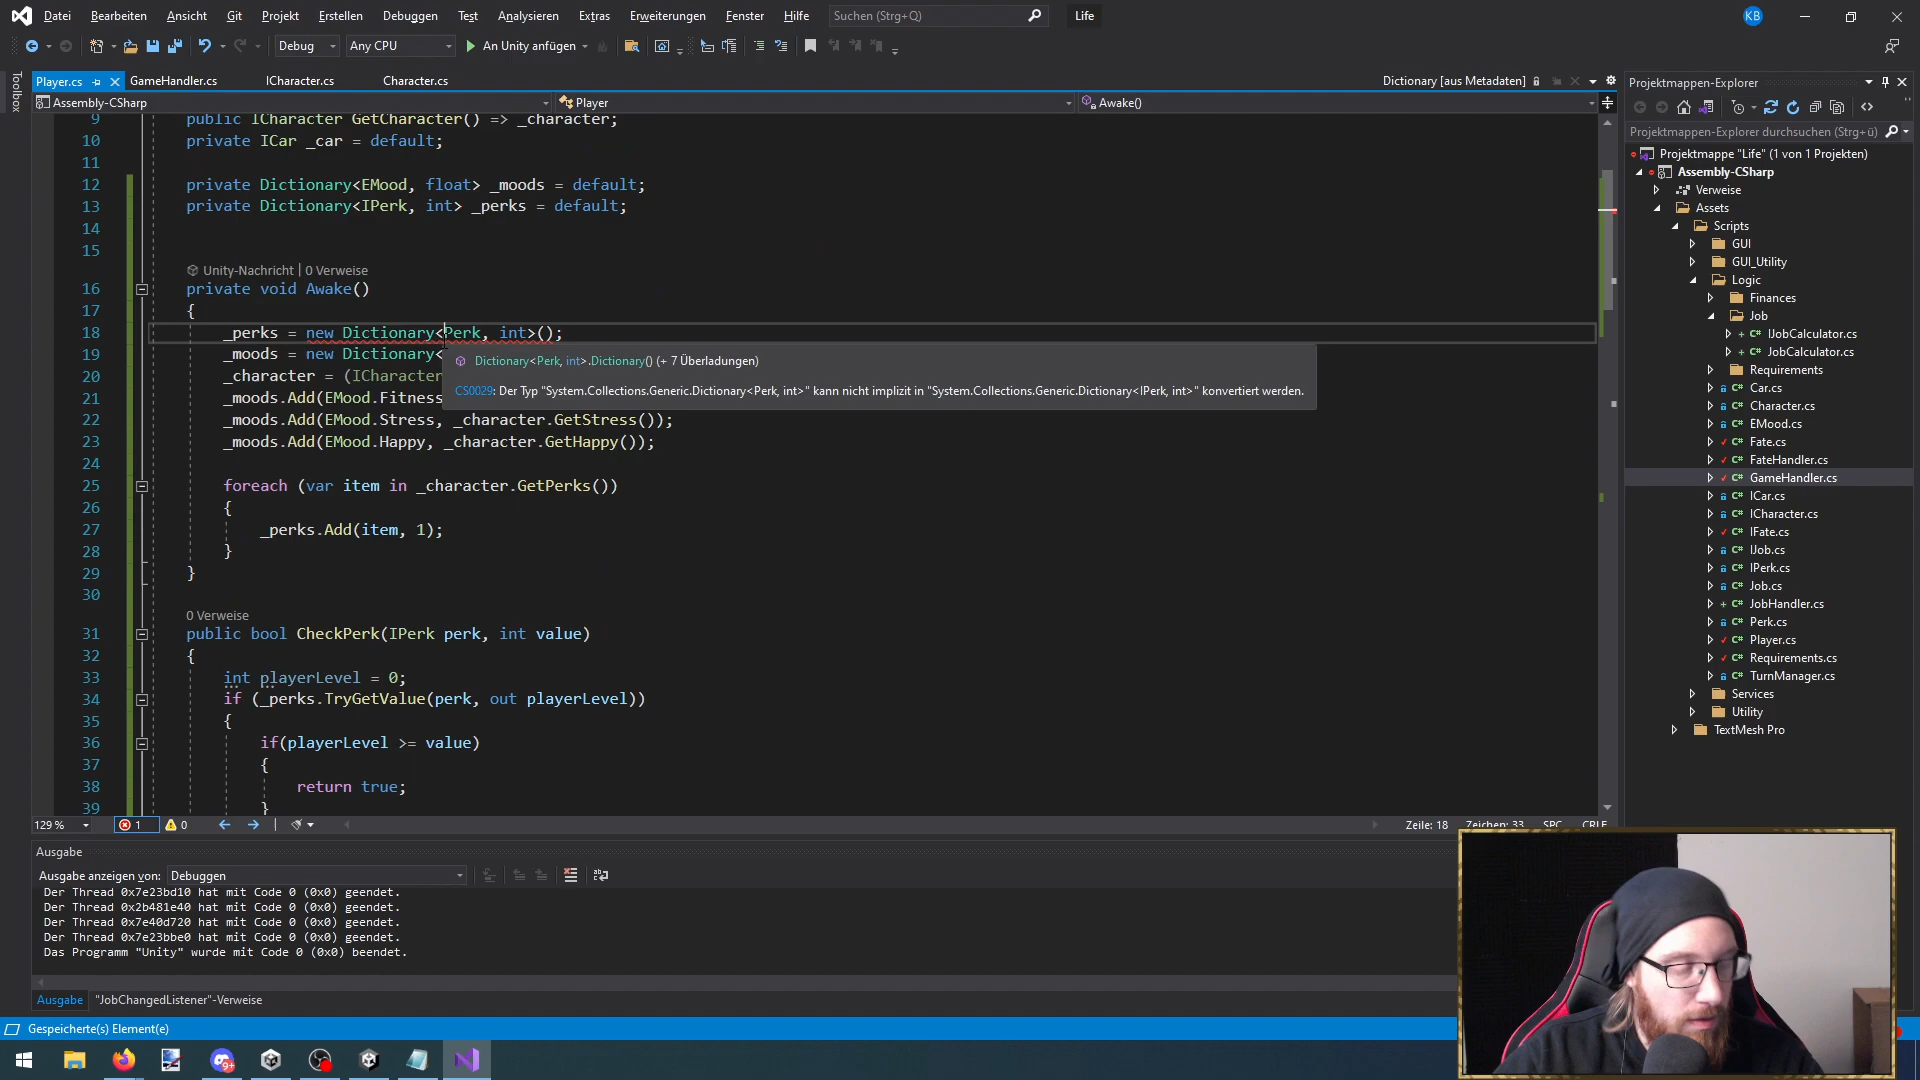 Datei Bearbeiten Ansicht Git Projekt Erstellen Debuggen Test Analysieren Extras Erweiterungen Fenster Hilfe Suchen (Strg+Q) Life KB
Debug Any CPU An Unity anfügen
Toolbox
Player.cs GameHandler.cs ICharacter.cs Character.cs Dictionary [aus Metadaten]
Assembly-CSharp Player Awake()
9 public ICharacter GetCharacter() => _character;
10 private ICar _car = default;
11
12 private Dictionary<EMood, float> _moods = default;
13 private Dictionary<IPerk, int> _perks = default;
14
15
Unity-Nachricht | 0 Verweise
16 private void Awake()
17 {
18 _perks = new Dictionary<Perk, int>();
19 _moods = new Dictionary<
20 _character = (ICharacter
21 _moods.Add(EMood.Fitness
22 _moods.Add(EMood.Stress, _character.GetStress());
23 _moods.Add(EMood.Happy, _character.GetHappy());
24
25 foreach (var item in _character.GetPerks())
26 {
27 _perks.Add(item, 1);
28 }
29 }
30
0 Verweise
31 public bool CheckPerk(IPerk perk, int value)
32 {
33 int playerLevel = 0;
34 if (_perks.TryGetValue(perk, out playerLevel))
35 {
36 if(playerLevel >= value)
37 {
38 return true;
39 }
Dictionary<Perk, int>.Dictionary() (+ 7 Überladungen)
CS0029: Der Typ "System.Collections.Generic.Dictionary<Perk, int>" kann nicht implizit in "System.Collections.Generic.Dictionary<IPerk, int>" konvertiert werden.
129 % 1 0 Zeile: 18 Zeichen: 33 SPC CRLF
Ausgabe
Ausgabe anzeigen von: Debuggen
Der Thread 0x7e23bd10 hat mit Code 0 (0x0) geendet.
Der Thread 0x2b481e40 hat mit Code 0 (0x0) geendet.
Der Thread 0x7e40d720 hat mit Code 0 (0x0) geendet.
Der Thread 0x7e23bbe0 hat mit Code 0 (0x0) geendet.
Das Programm "Unity" wurde mit Code 0 (0x0) beendet.
Ausgabe "JobChangedListener"-Verweise
Gespeicherte(s) Element(e)
Projektmappen-Explorer
Projektmappen-Explorer durchsuchen (Strg+ü)
Projektmappe "Life" (1 von 1 Projekten)
Assembly-CSharp
Verweise
Assets
Scripts
GUI
GUI_Utility
Logic
Finances
Job
IJobCalculator.cs
JobCalculator.cs
Requirements
Car.cs
Character.cs
EMood.cs
Fate.cs
FateHandler.cs
GameHandler.cs
ICar.cs
ICharacter.cs
IFate.cs
IJob.cs
IPerk.cs
Job.cs
JobHandler.cs
Perk.cs
Player.cs
Requirements.cs
TurnManager.cs
Services
Utility
TextMesh Pro
9+